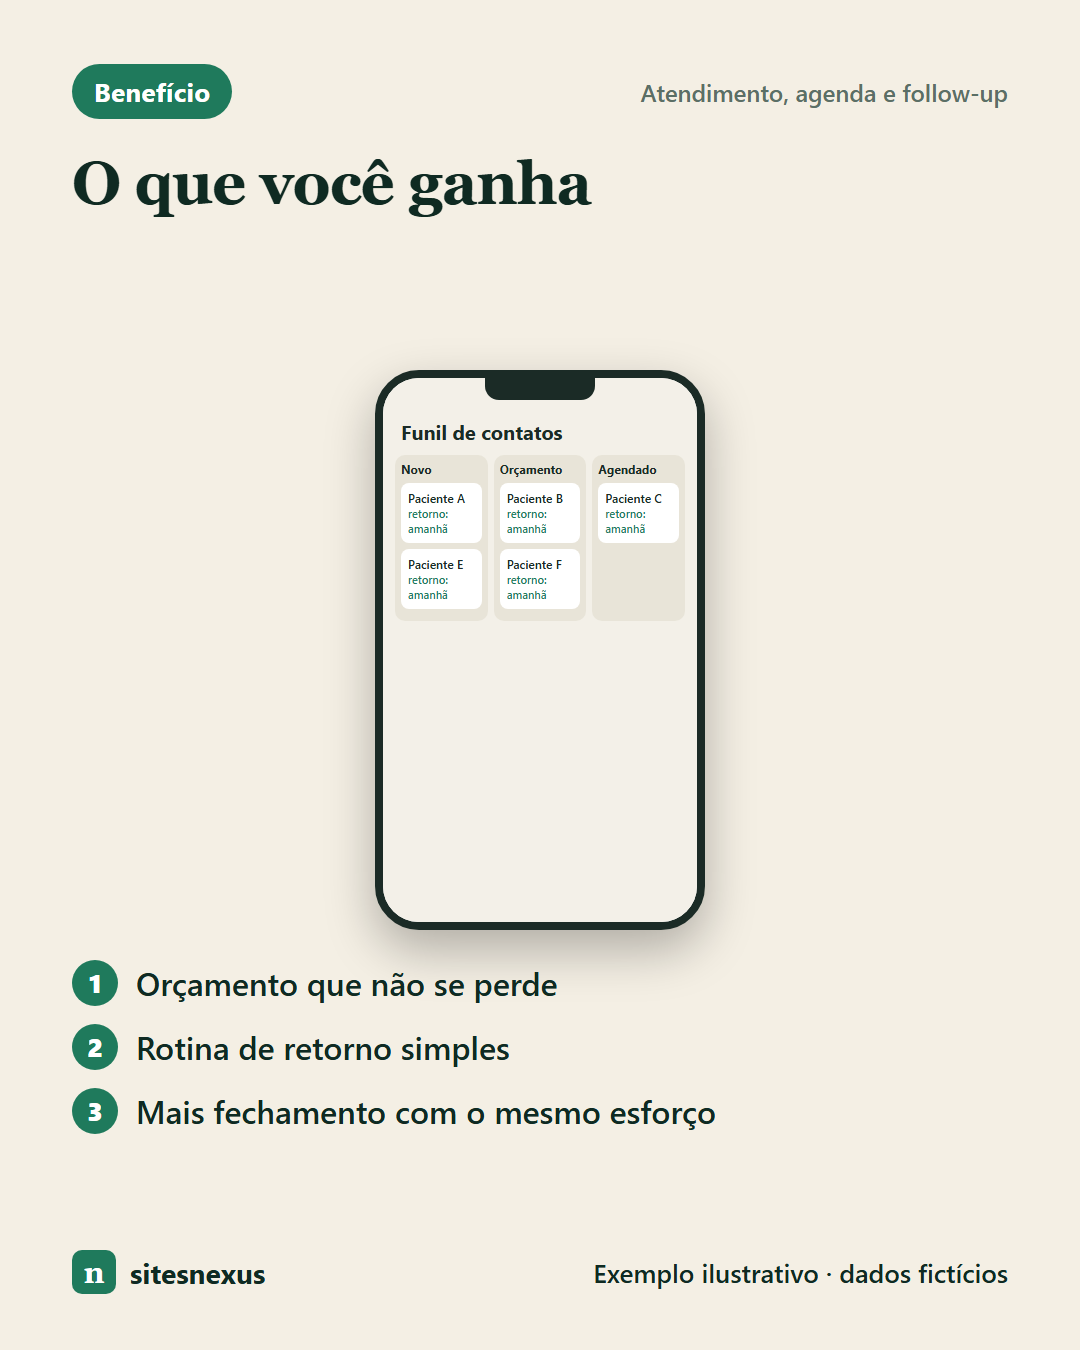 Benefício
Atendimento, agenda e follow-up
O que você ganha
Funil de contatos
Novo
Paciente A
retorno:
amanhã
Paciente E
retorno:
amanhã
Orçamento
Paciente B
retorno:
amanhã
Paciente F
retorno:
amanhã
Agendado
Paciente C
retorno:
amanhã
1 Orçamento que não se perde
2 Rotina de retorno simples
3 Mais fechamento com o mesmo esforço
n sitesnexus
Exemplo ilustrativo · dados fictícios